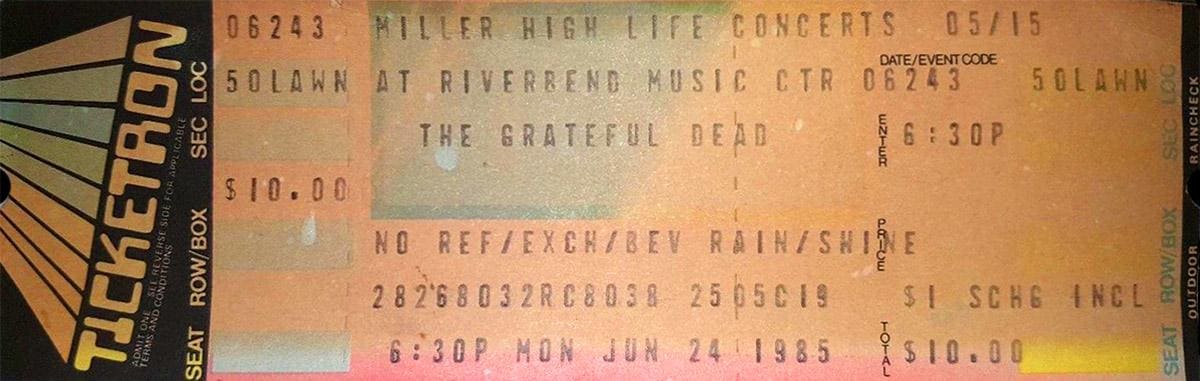 TICKETRON
ADMIT ONE SEE REVERSE SIDE FOR APPLICABLE
TERMS AND CONDITIONS
SEAT ROW/BOX SEC LOC
06243 MILLER HIGH LIFE CONCERTS 05/15
DATE/EVENT CODE
50LAWN AT RIVERBEND MUSIC CTR 06243 50LAWN
THE GRATEFUL DEAD ENTER 6:30P
$10.00
NO REF/EXCH/BEV RAIN/SHINE PRICE
28268032RC8038 2505C19 $1 SCHG INCL
6:30P MON JUN 24 1985 TOTAL $10.00
SEAT ROW/BOX SEC LOC
OUTDOOR RAINCHECK